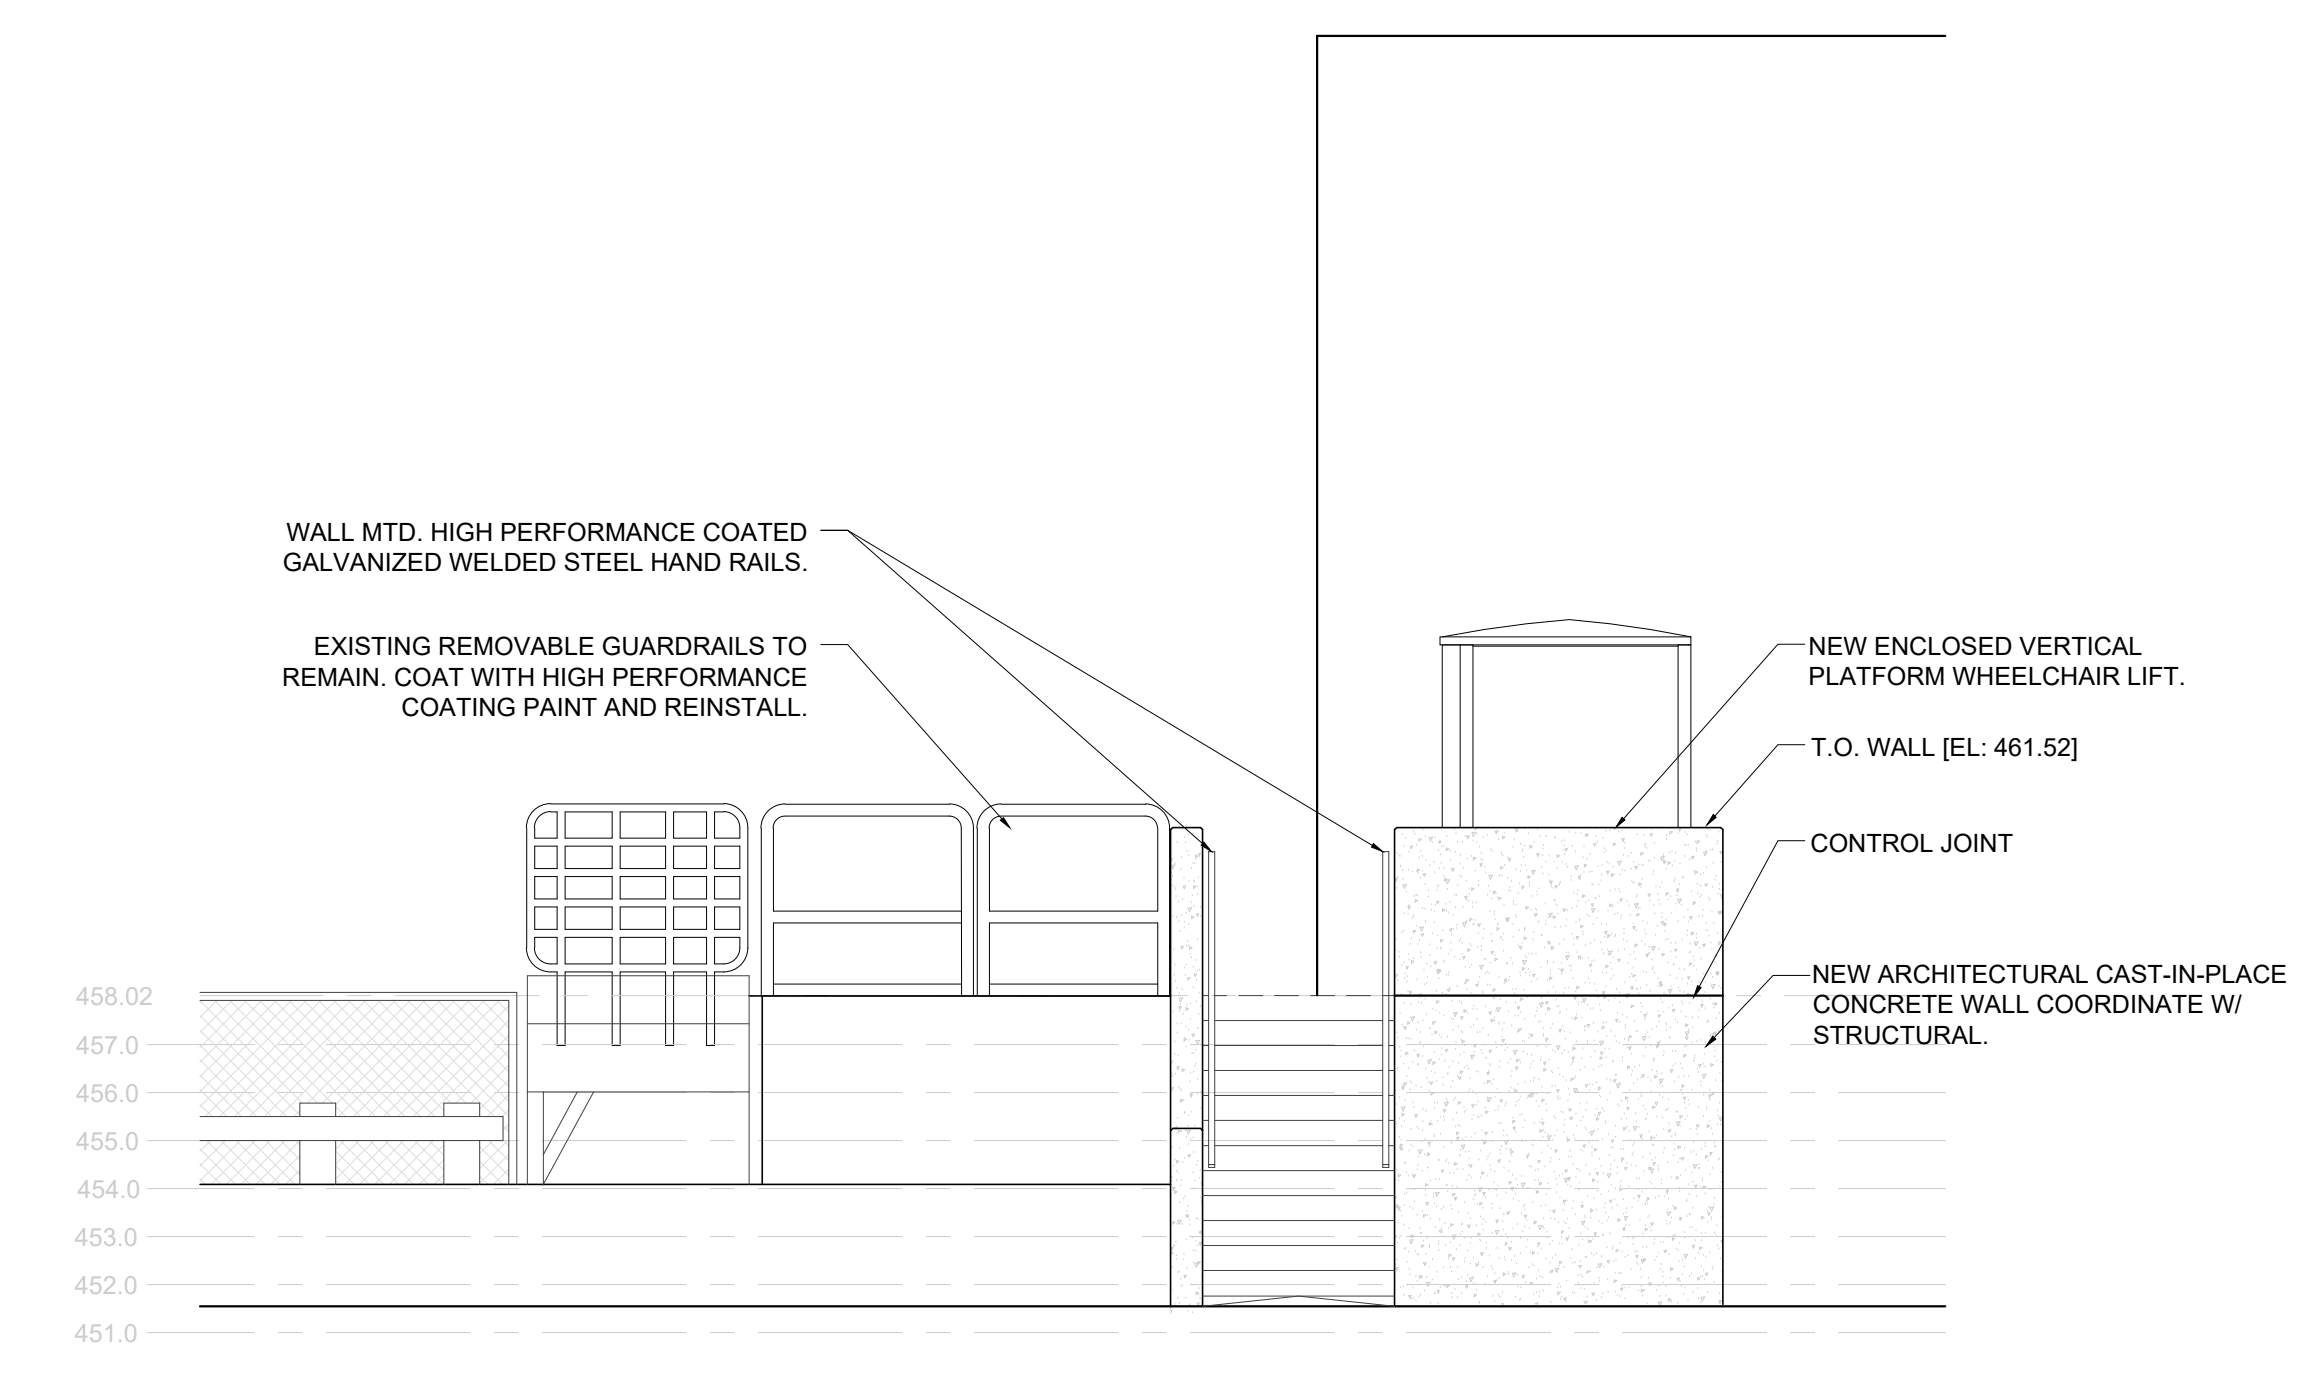 WALL MTD. HIGH PERFORMANCE COATED
GALVANIZED WELDED STEEL HAND RAILS.
EXISTING REMOVABLE GUARDRAILS TO
REMAIN. COAT WITH HIGH PERFORMANCE
COATING PAINT AND REINSTALL.
NEW ENCLOSED VERTICAL
PLATFORM WHEELCHAIR LIFT.
T.O. WALL [EL: 461.52]
CONTROL JOINT
NEW ARCHITECTURAL CAST-IN-PLACE
CONCRETE WALL COORDINATE W/
STRUCTURAL.
458.02
457.0
456.0
455.0
454.0
453.0
452.0
451.0